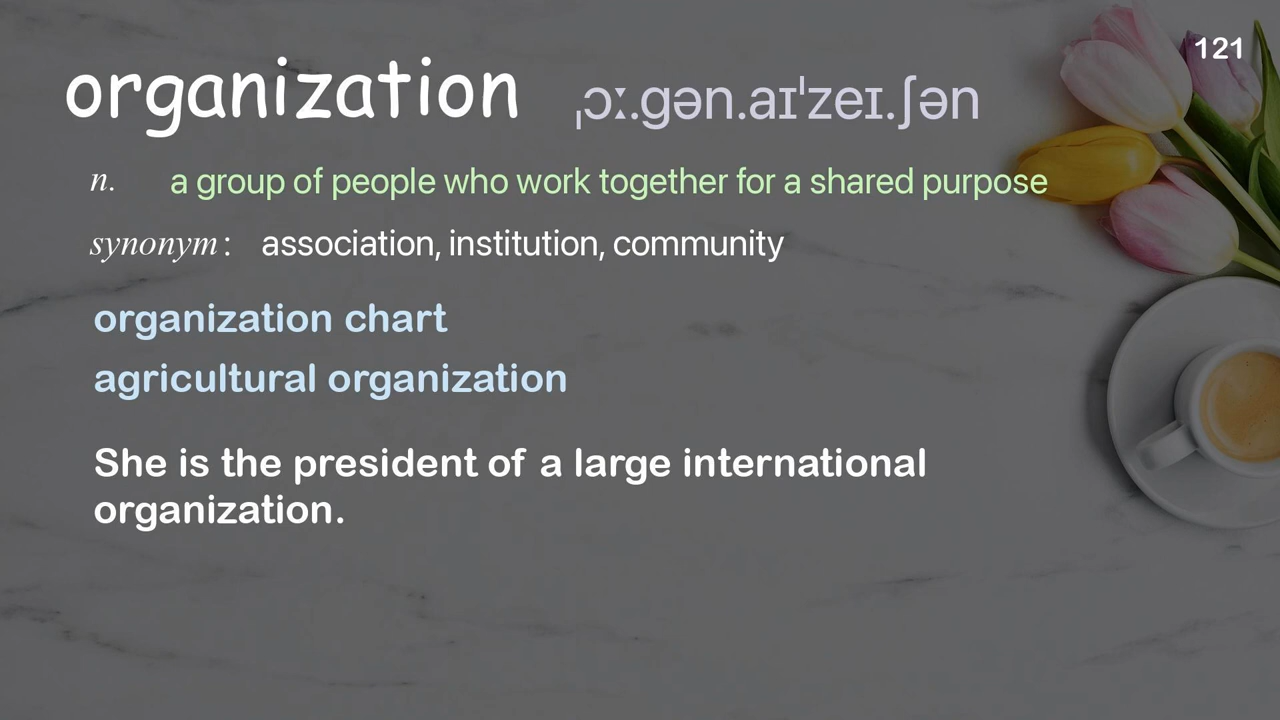 121
organization ˌɔː.gən.aɪˈzeɪ.ʃən
n. a group of people who work together for a shared purpose
synonym: association, institution, community
organization chart
agricultural organization
She is the president of a large international
organization.